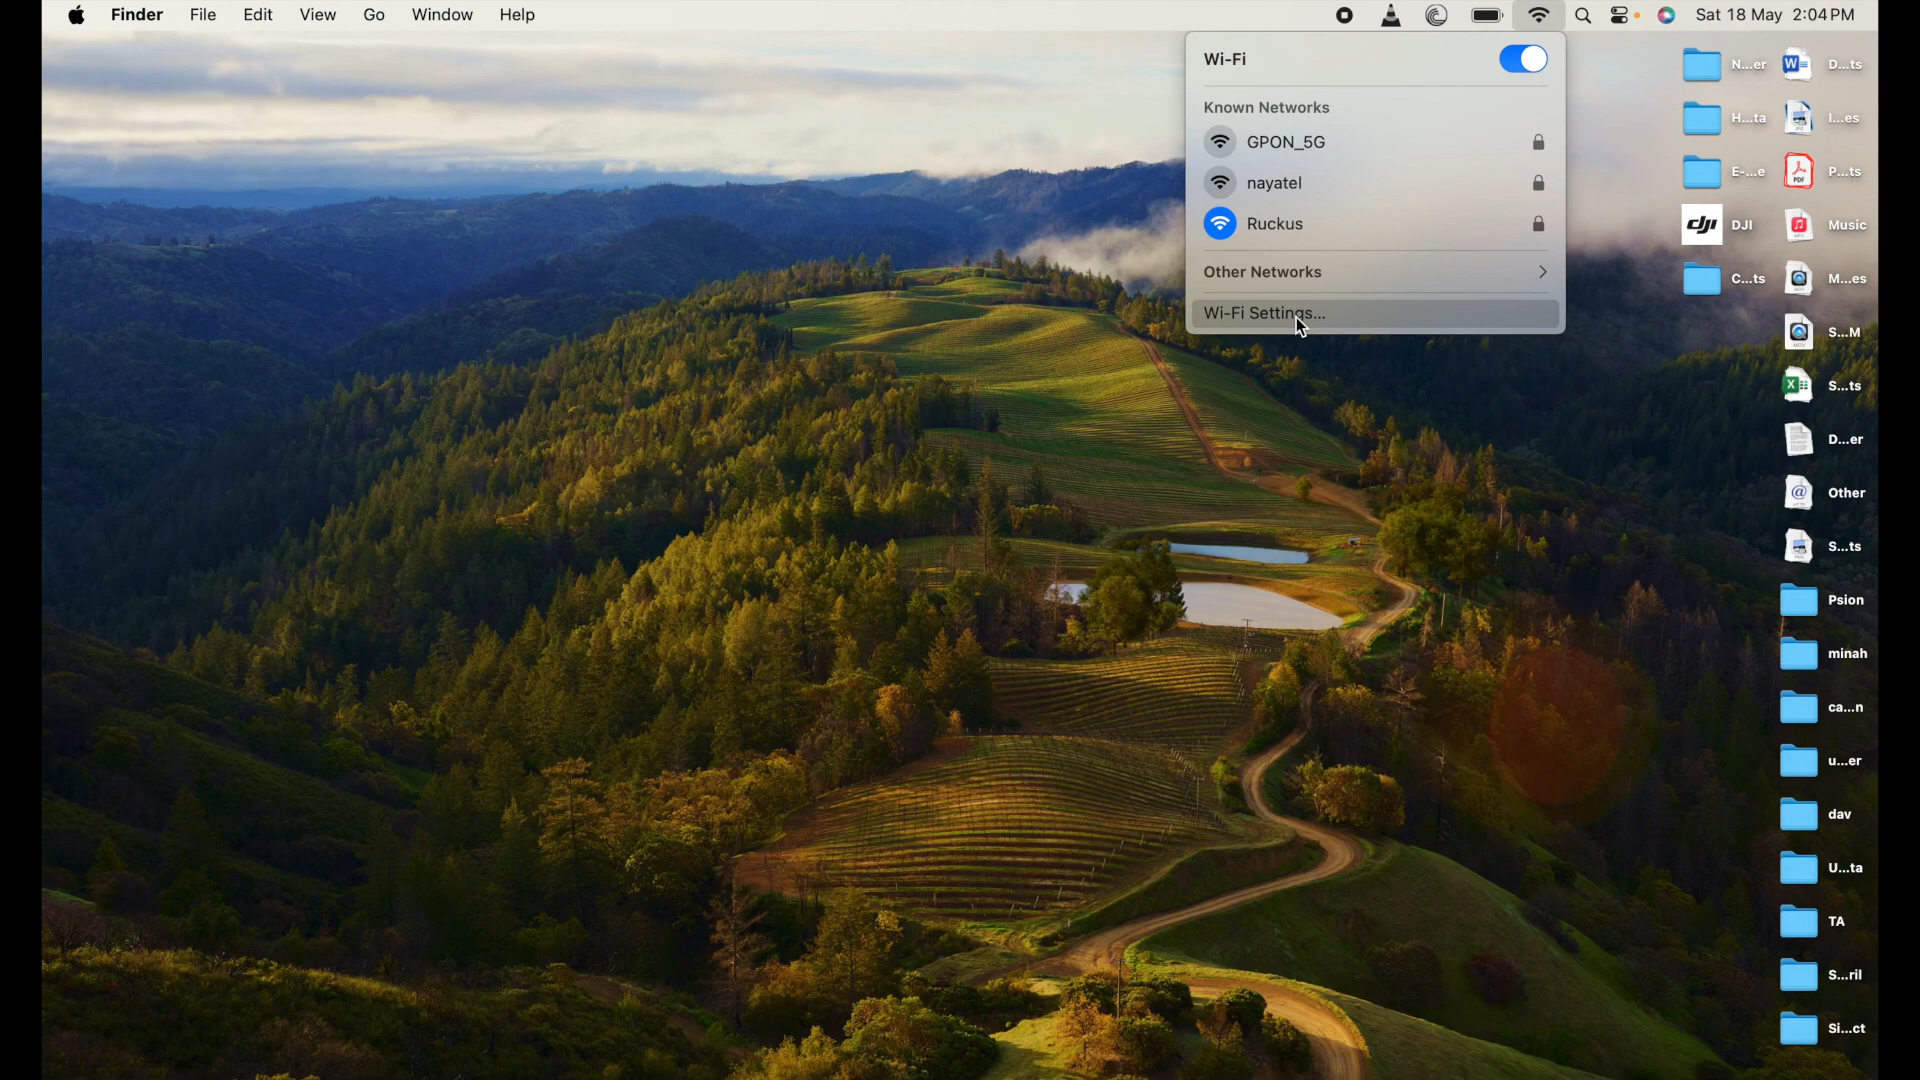 Finder File Edit View Go Window Help Sat 18 May 2:04 PM
Wi-Fi
Known Networks
GPON_5G
nayatel
Ruckus
Other Networks
Wi-Fi Settings...
N...er
H...ta
E-...e
DJI DJI
C...ts
D...ts
I...es
P...ts
Music
M...es
S...M
S...ts
D...er
Other
S...ts
Psion
minah
ca...n
u...er
dav
U...ta
TA
S...ril
Si...ct